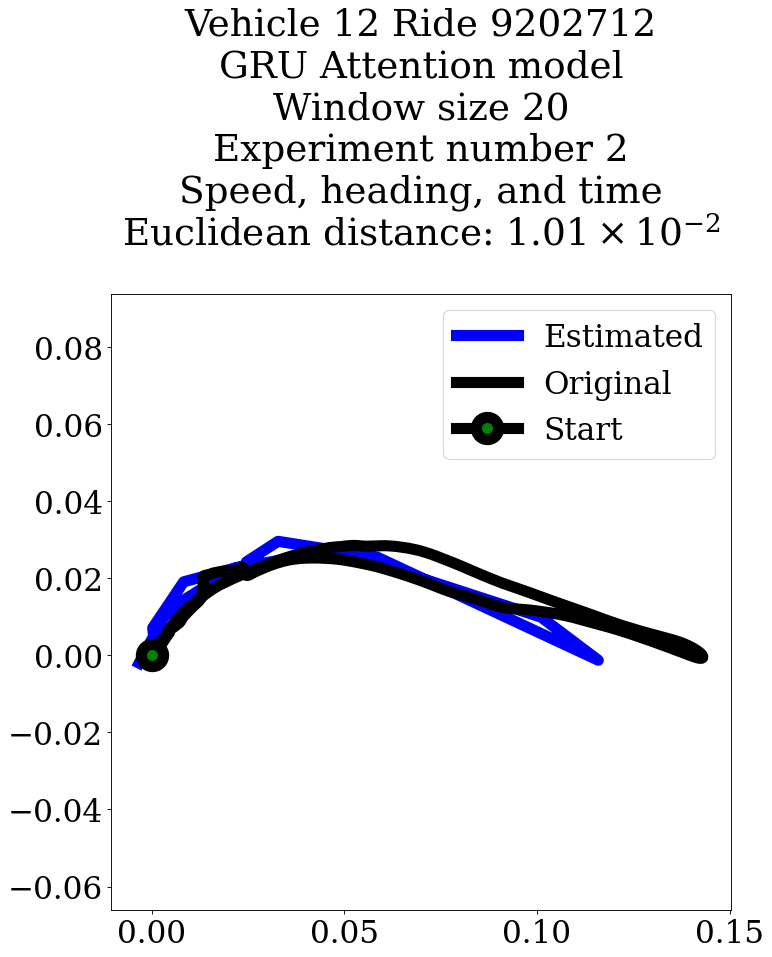 Vehicle 12 Ride 9202712
GRU Attention model
Window size 20
Experiment number 2
Speed, heading, and time
Euclidean distance: 1.01 × 10⁻²
Estimated
Original
Start
0.08
0.06
0.04
0.02
0.00
−0.02
−0.04
−0.06
0.00 0.05 0.10 0.15